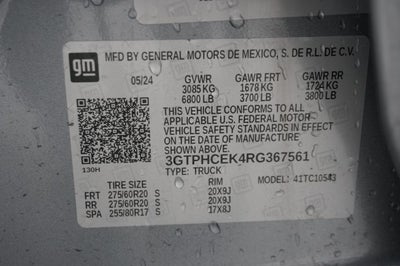 gm
MFD BY GENERAL MOTORS DE MEXICO, S. DE R.L. DE C.V.
05/24 GVWR GAWR FRT GAWR RR
3085 KG 1678 KG 1724 KG
6800 LB 3700 LB 3800 LB
THIS VEHICLE CONFORMS TO ALL APPLICABLE
U.S. FEDERAL MOTOR
VEHICLE SAFETY STANDARDS IN EFFECT
ON THE DATE OF MANUFACTURE
SHOWN ABOVE.
3GTPHCEK4RG367561
130H
TYPE: TRUCK
MODEL: 41TC10543
TIRE SIZE RIM
FRT 275/60R20 S 20X9J
RR 275/60R20 S 20X9J
SPA 255/80R17 S 17X8J